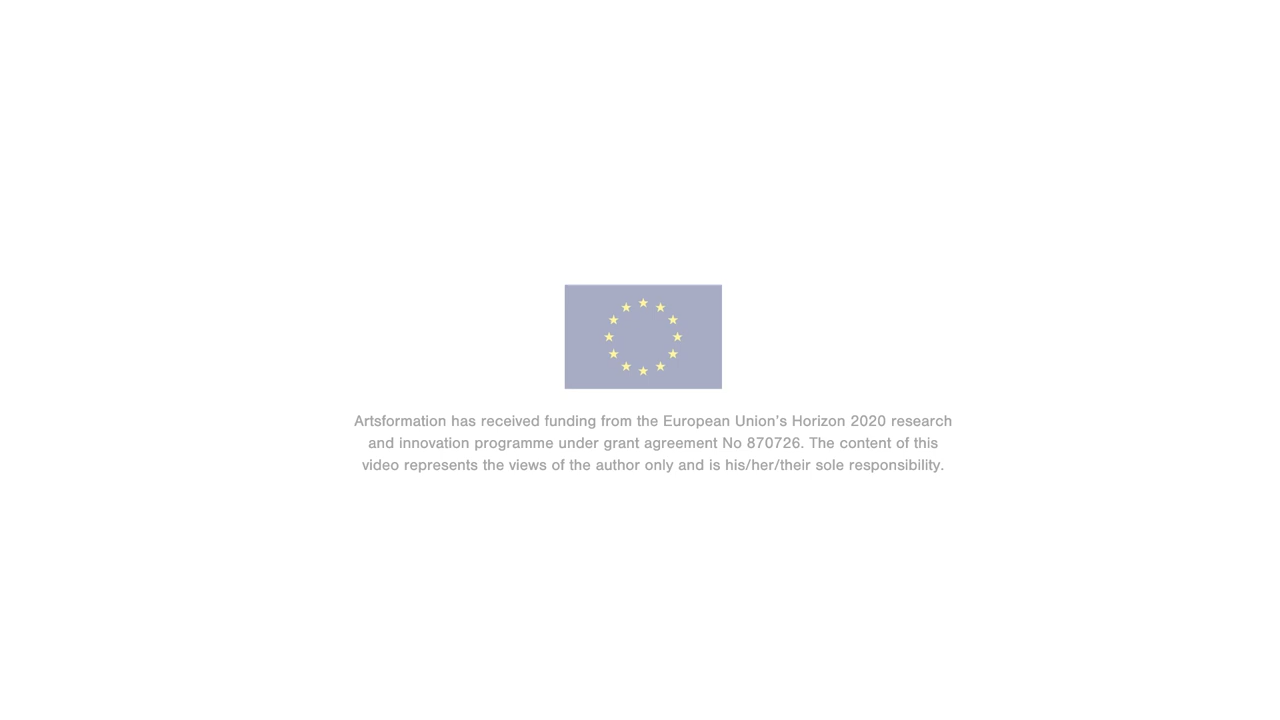 Artsformation has received funding from the European Union’s Horizon 2020 research
and innovation programme under grant agreement No 870726. The content of this
video represents the views of the author only and is his/her/their sole responsibility.